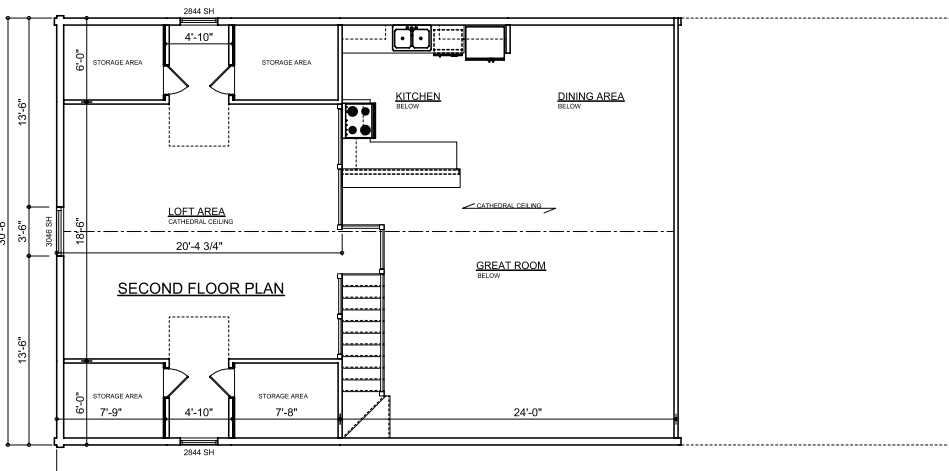 2844 SH
4'-10"
6'-0"
STORAGE AREA
STORAGE AREA
KITCHEN
BELOW
DINING AREA
BELOW
13'-6"
LOFT AREA
CATHEDRAL CEILING
CATHEDRAL CEILING
3'-6"
3046 SH
18'-6"
20'-4 3/4"
GREAT ROOM
BELOW
SECOND FLOOR PLAN
13'-6"
6'-0"
STORAGE AREA
STORAGE AREA
7'-9"
4'-10"
7'-8"
24'-0"
2844 SH